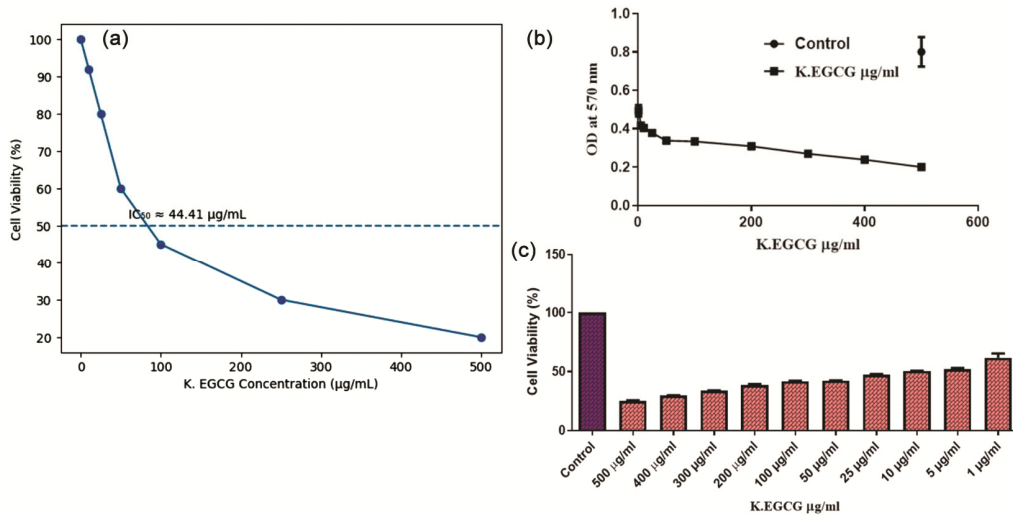 (a)
Cell Viability (%)
100
90
80
70
60
50
40
30
20
IC₅₀ ≈ 44.41 μg/mL
0
100
200
300
400
500
K. EGCG Concentration (μg/mL)
(b)
OD at 570 nm
1.0
0.8
0.6
0.4
0.2
0.0
Control
K.EGCG μg/ml
0
200
400
600
K.EGCG μg/ml
(c)
Cell Viability (%)
150
100
50
0
Control
500 μg/ml
400 μg/ml
300 μg/ml
200 μg/ml
100 μg/ml
50 μg/ml
25 μg/ml
10 μg/ml
5 μg/ml
1 μg/ml
K.EGCG μg/ml